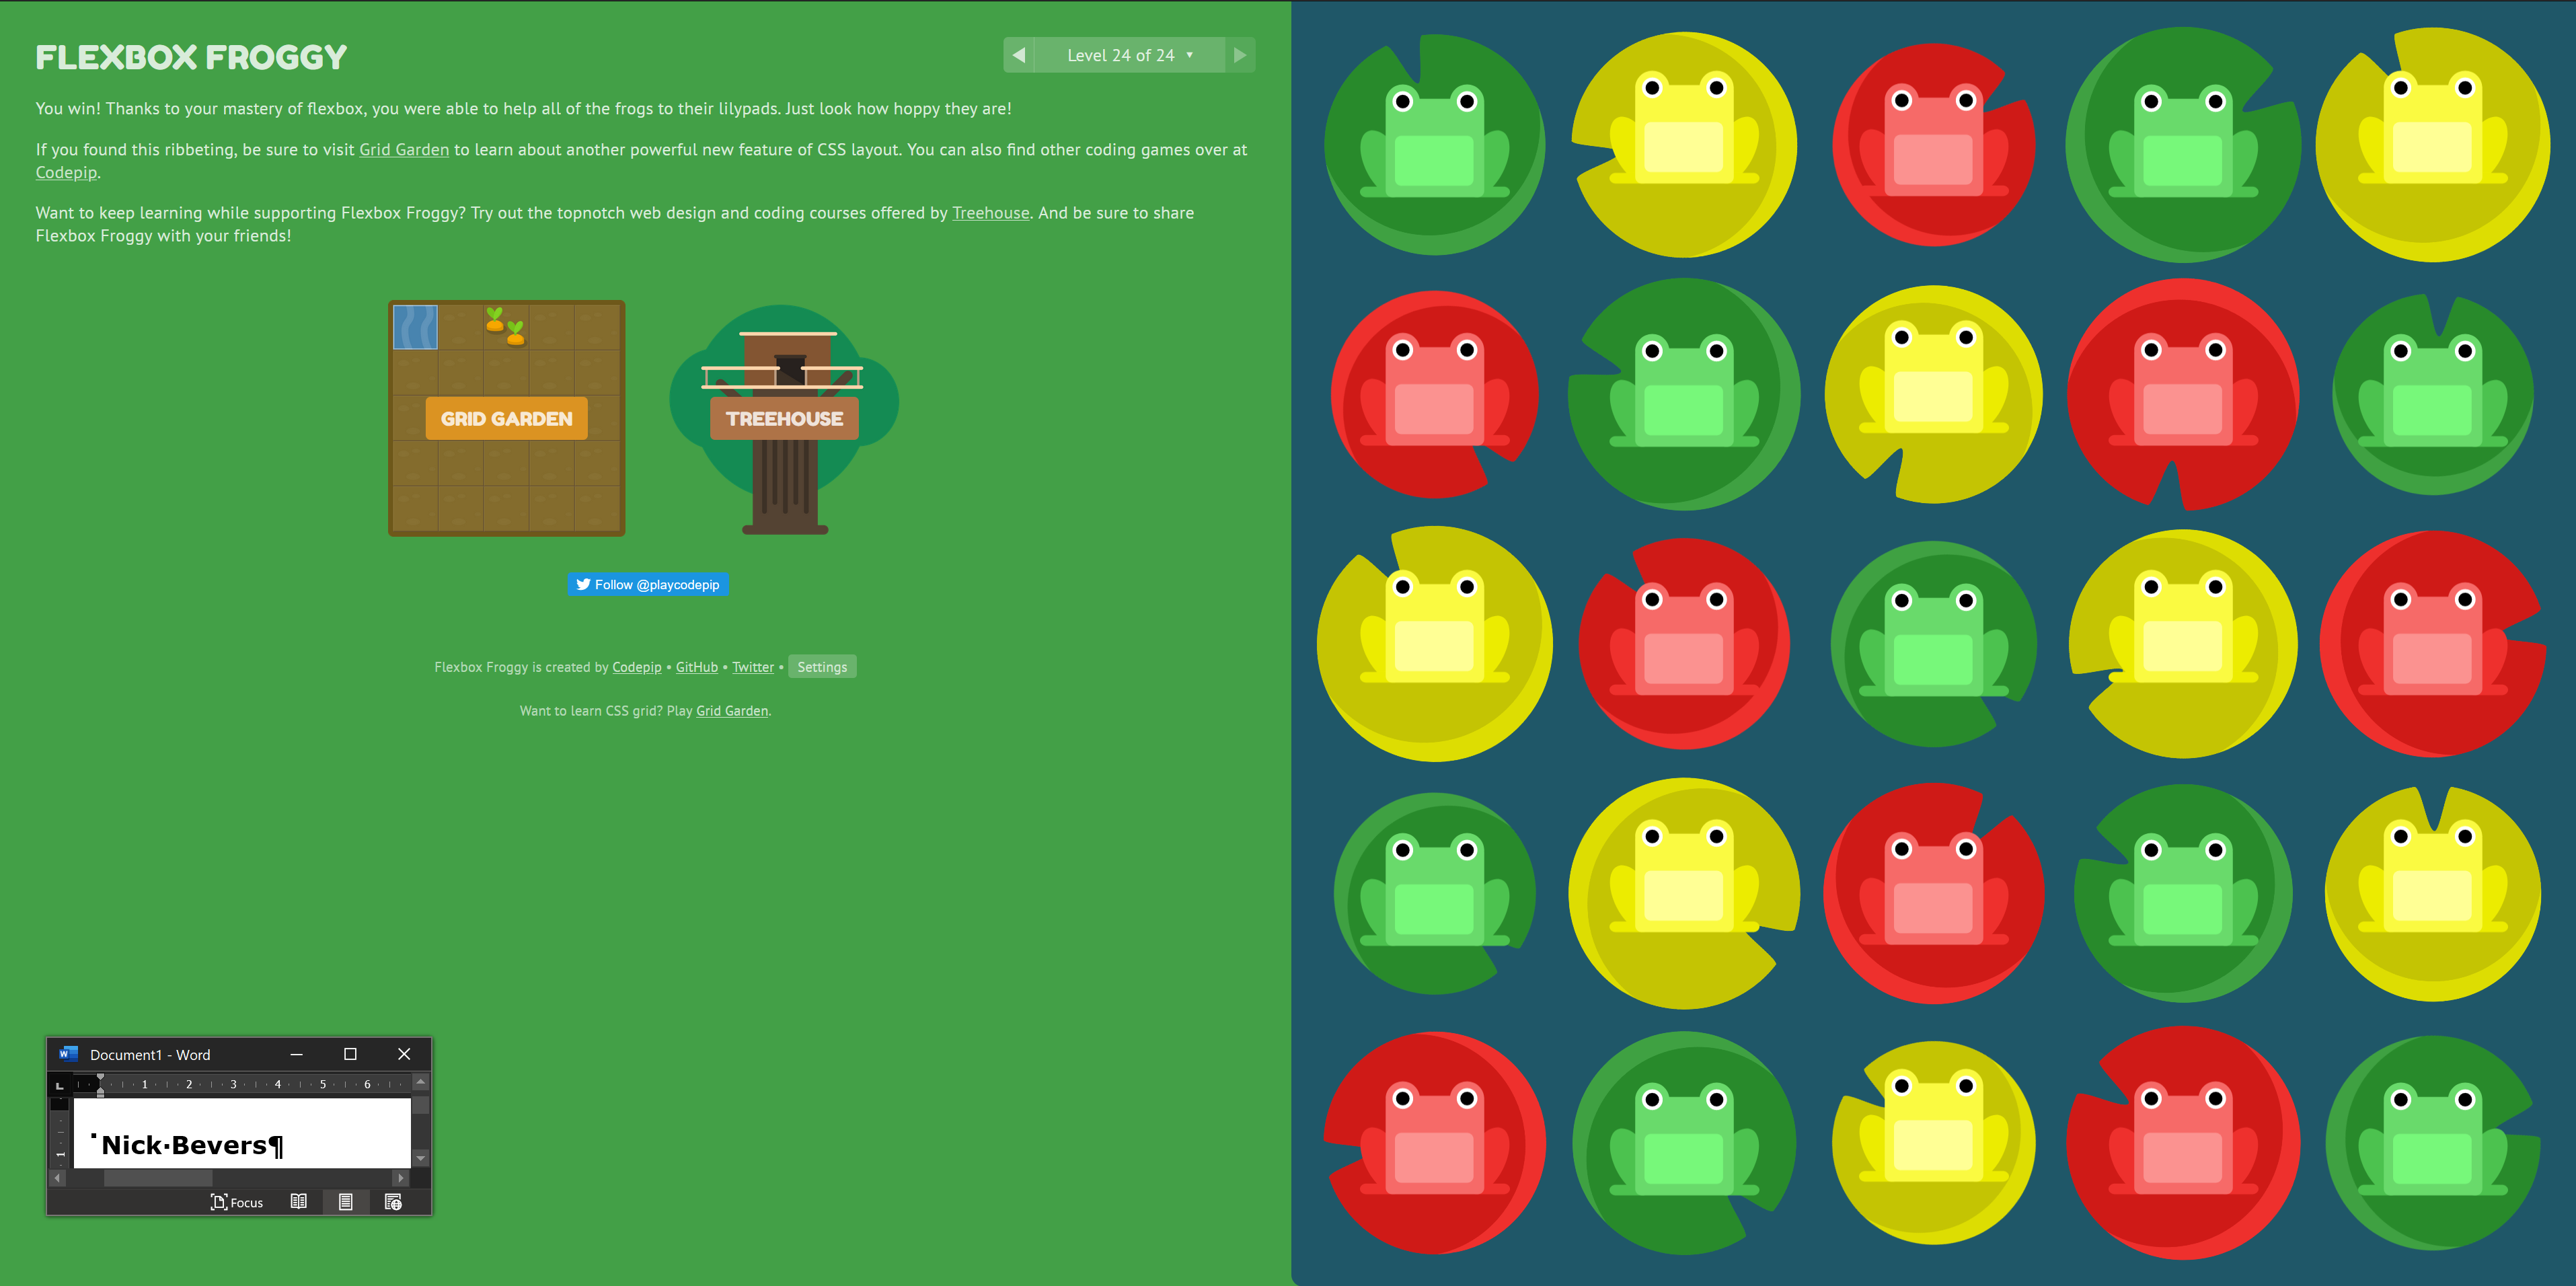 FLEXBOX FROGGY
Level 24 of 24 ▼
You win! Thanks to your mastery of flexbox, you were able to help all of the frogs to their lilypads. Just look how hoppy they are!
If you found this ribbeting, be sure to visit Grid Garden to learn about another powerful new feature of CSS layout. You can also find other coding games over at
Codepip.
Want to keep learning while supporting Flexbox Froggy? Try out the topnotch web design and coding courses offered by Treehouse. And be sure to share
Flexbox Froggy with your friends!
GRID GARDEN
TREEHOUSE
Follow @playcodepip
Flexbox Froggy is created by Codepip • GitHub • Twitter • Settings
Want to learn CSS grid? Play Grid Garden.
Document1 - Word
1 2 3 4 5 6
1
Nick·Bevers¶
Focus